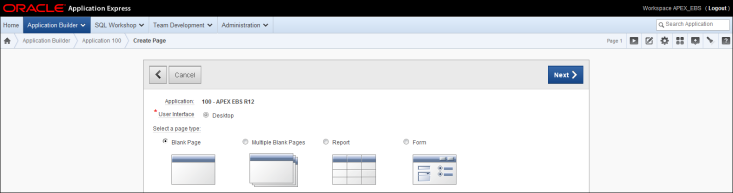 ORACLE Application Express
Workspace APEX_EBS (Logout)
Home Application Builder SQL Workshop Team Development Administration
Search Application
Application Builder Application 100 Create Page
Page 1
Cancel
Next
Application: 100 - APEX EBS R12
* User Interface Desktop
Select a page type:
Blank Page Multiple Blank Pages Report Form